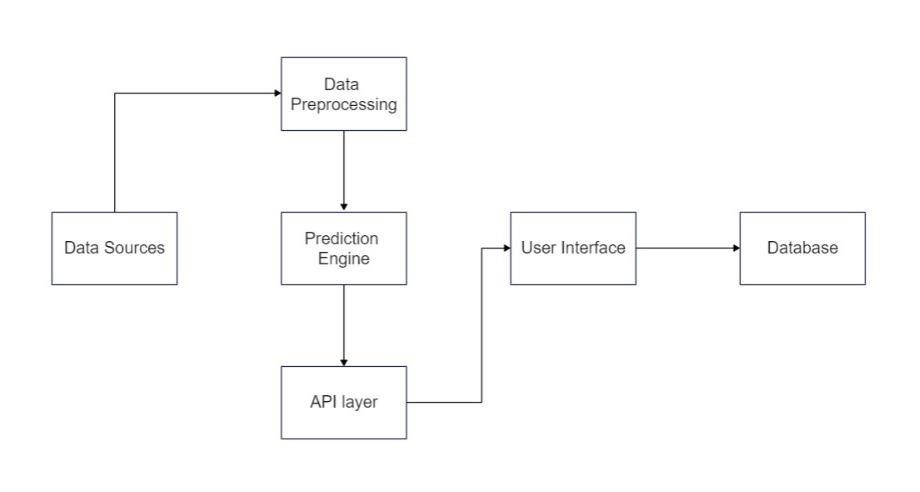 Data
Preprocessing
Data Sources
Prediction
Engine
User Interface
Database
API layer